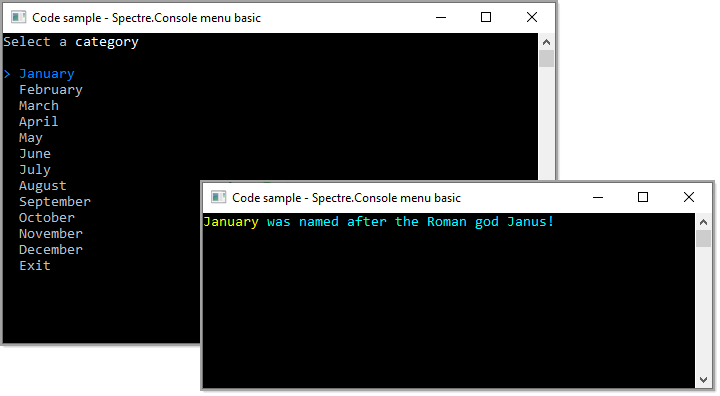 Code sample - Spectre.Console menu basic
Select a category
> January
February
March
April
May
June
July
August
September
October
November
December
Exit
Code sample - Spectre.Console menu basic
January was named after the Roman god Janus!